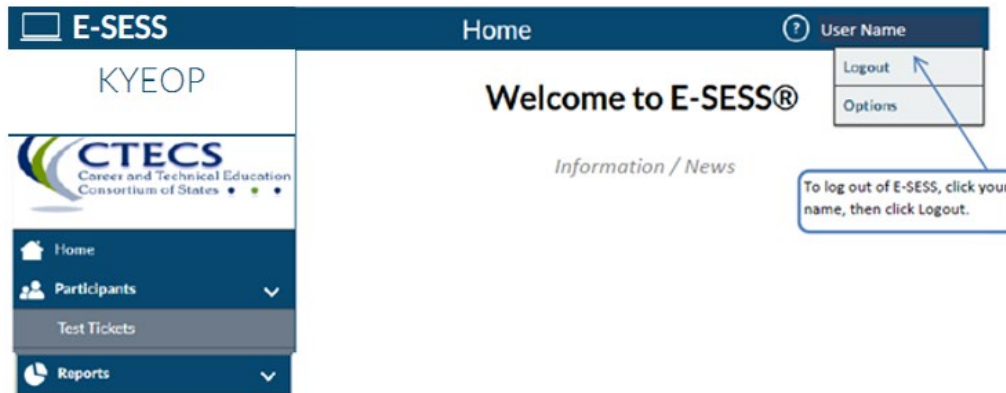 E-SESS
Home
? User Name
KYEOP
Logout
Options
Welcome to E-SESS®
Information / News
CTECS
Career and Technical Education
Consortium of States
To log out of E-SESS, click your
name, then click Logout.
Home
Participants
Test Tickets
Reports